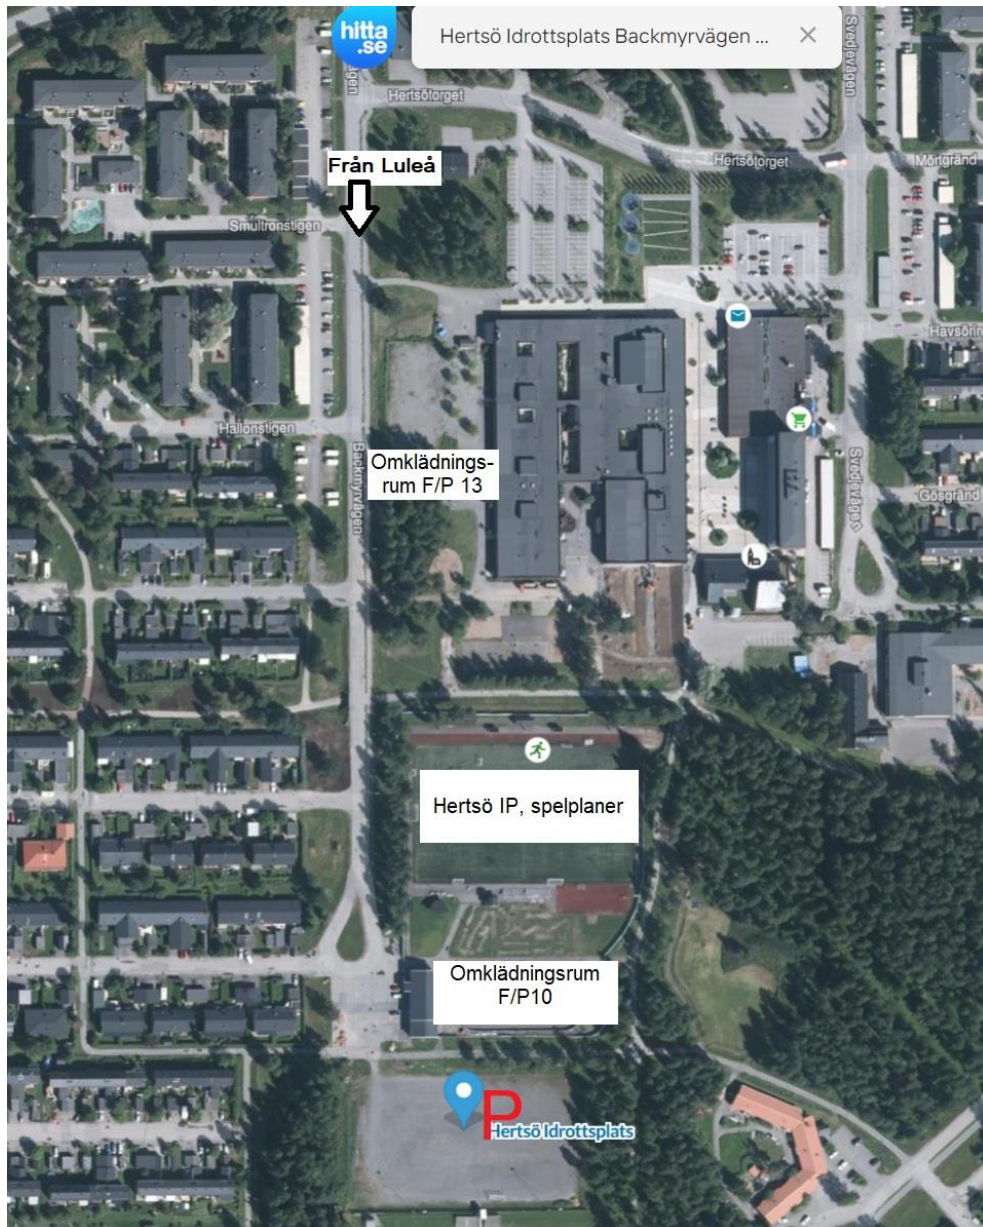 hitta
.se
Hertsö Idrottsplats Backmyrvägen ...
Svedjevägen
Hertsötorget
Från Luleå
Hertsötorget
Mörtgränd
Smultronstigen
Hallonstigen
Backmyrvägen
Omklädnings-
rum F/P 13
Svedjevägen
Gösgränd
Hertsö IP, spelplaner
Omklädningsrum
F/P10
P
Hertsö Idrottsplats